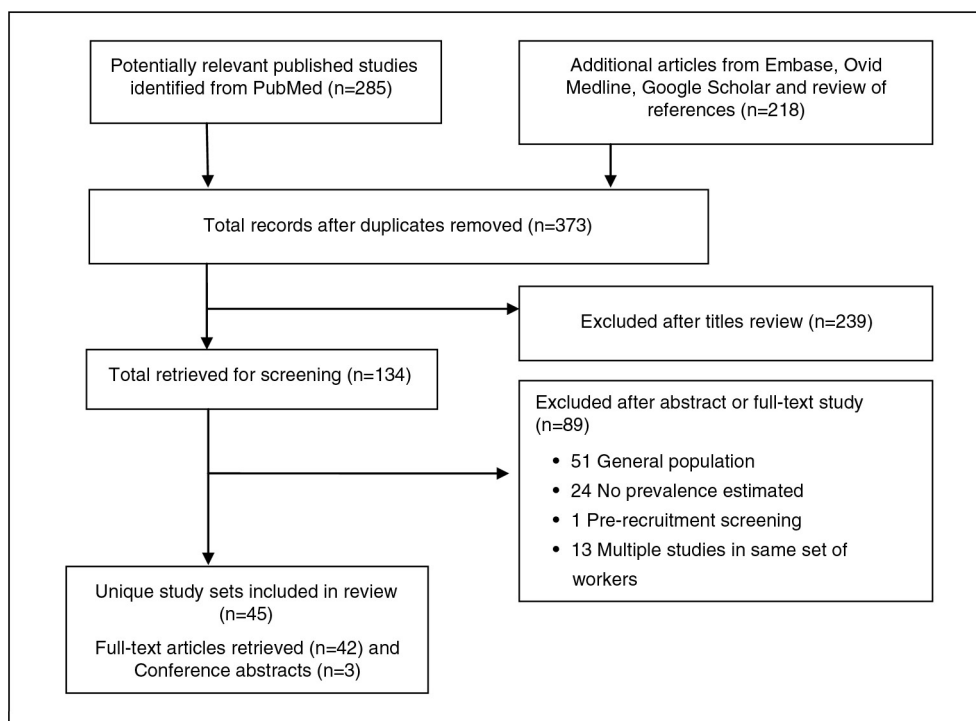 Potentially relevant published studies
identified from PubMed (n=285)
Additional articles from Embase, Ovid
Medline, Google Scholar and review of
references (n=218)
Total records after duplicates removed (n=373)
Excluded after titles review (n=239)
Total retrieved for screening (n=134)
Excluded after abstract or full-text study
(n=89)
• 51 General population
• 24 No prevalence estimated
• 1 Pre-recruitment screening
• 13 Multiple studies in same set of
workers
Unique study sets included in review
(n=45)
Full-text articles retrieved (n=42) and
Conference abstracts (n=3)